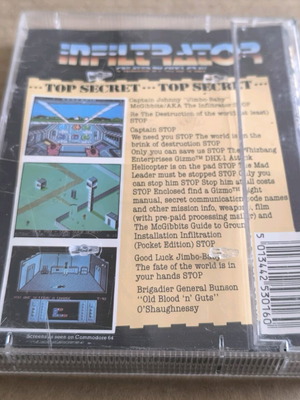 INFILTRATOR
...TOP SECRET... ...TOP SECRET...
Captain Johnny "Jimbo-Baby"
McGibbits/AKA The Infiltrator STOP
Re The Destruction of the world (at least)
STOP
Captain STOP
We need you STOP The world is on the
brink of destruction STOP
Only you can save us STOP The Whizbang
Enterprises Gizmo™ DHX-1 Attack
Helicopter is on the pad STOP The Mad
Leader must be stopped STOP Only you
can stop him STOP Stop him at all costs
STOP Enclosed find a Gizmo™ flight
manual, secret communication code names
and other mission info, weapons, film
(with pre-paid processing mailer) and
The McGibbits Guide to Ground
Installation Infiltration
(Pocket Edition) STOP
Good Luck Jimbo-Baby
The fate of the world is in
your hands STOP
Brigadier General Bunson
"Old Blood 'n' Guts"
O'Shaughnessy
Screens as seen on Commodore 64
5 013442 530160